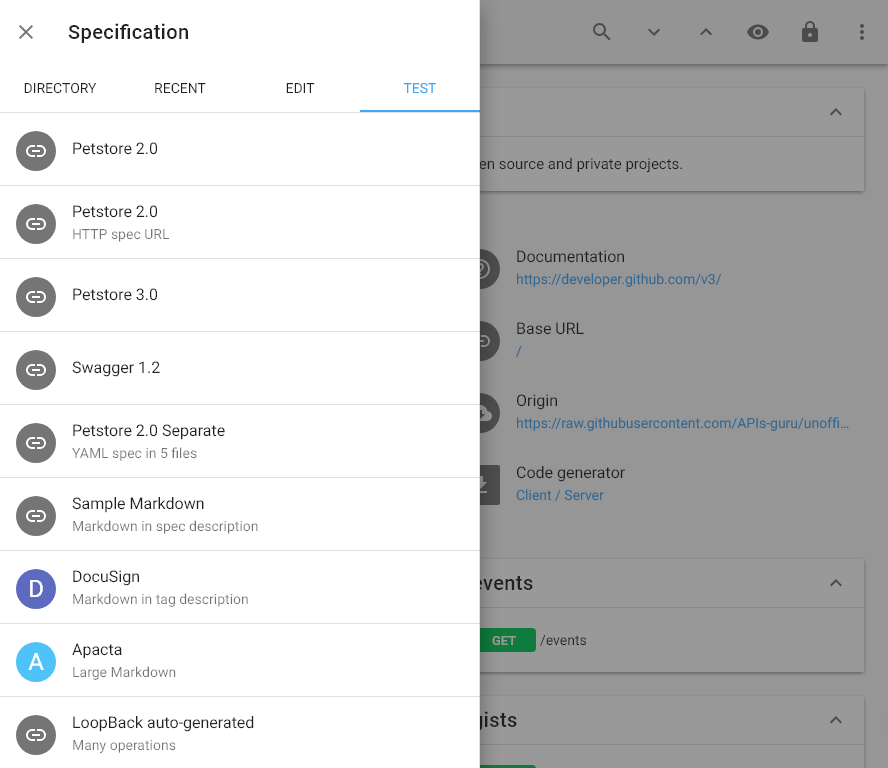 Specification
DIRECTORY
RECENT
EDIT
TEST
Petstore 2.0
Petstore 2.0
HTTP spec URL
Petstore 3.0
Swagger 1.2
Petstore 2.0 Separate
YAML spec in 5 files
Sample Markdown
Markdown in spec description
D
DocuSign
Markdown in tag description
A
Apacta
Large Markdown
LoopBack auto-generated
Many operations
en source and private projects.
Documentation
https://developer.github.com/v3/
Base URL
/
Origin
https://raw.githubusercontent.com/APIs-guru/unoffi...
Code generator
Client / Server
events
GET /events
gists